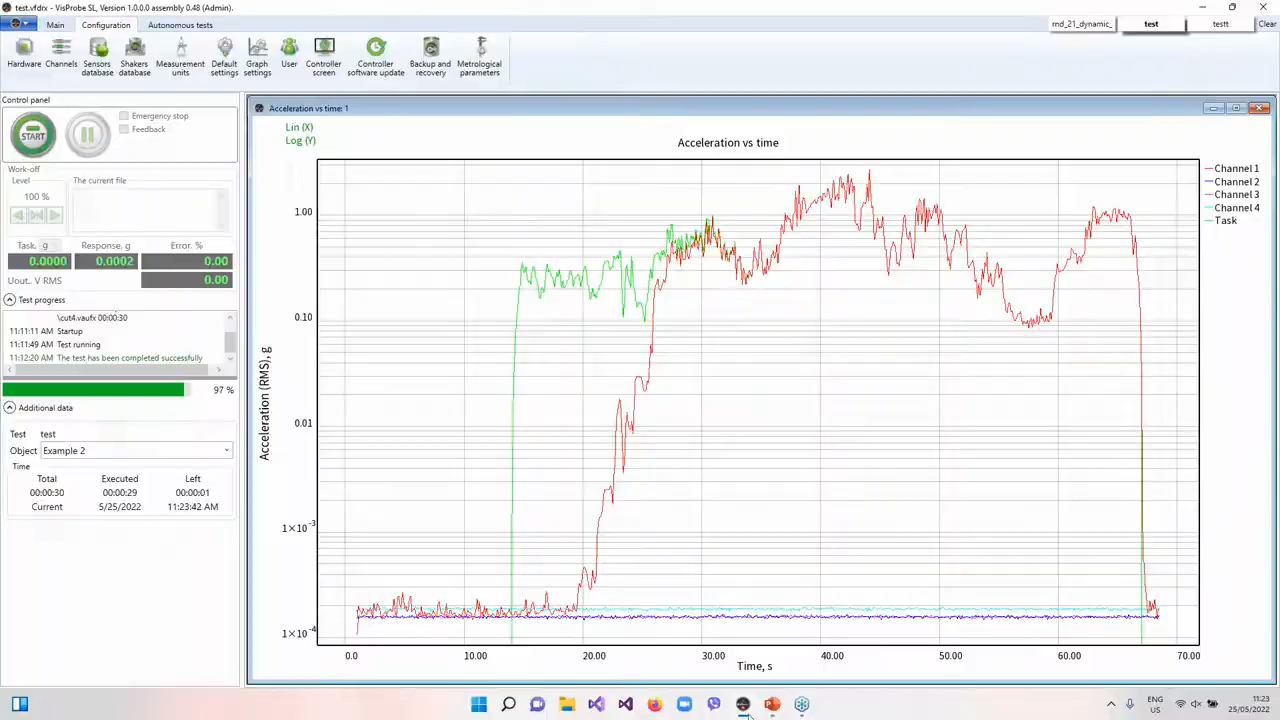 test.vfdrx - VisProbe SL, Version 1.0.0.0 assembly 0.48 (Admin).
Main Configuration Autonomous tests
rnd_21_dynamic_ test testt Clear
Hardware Channels Sensors database Shakers database Measurement units Default settings Graph settings User Controller screen Controller software update Backup and recovery Metrological parameters
Control panel
START
Emergency stop
Feedback
Work-off
Level The current file
100 %
Task, g Response, g Error, %
0.0000 0.0002 0.00
Uout., V RMS 0.00
Test progress
\cut4.vaufx 00:00:30
11:11:11 AM Startup
11:11:49 AM Test running
11:12:20 AM The test has been completed successfully
97 %
Additional data
Test test
Object Example 2
Time
Total Executed Left
00:00:30 00:00:29 00:00:01
Current 5/25/2022 11:23:42 AM
Acceleration vs time: 1
Lin (X)
Log (Y)
Acceleration vs time
Channel 1
Channel 2
Channel 3
Channel 4
Task
Acceleration (RMS), g
1.00
0.10
0.01
1×10-3
1×10-4
0.0 10.00 20.00 30.00 40.00 50.00 60.00 70.00
Time, s
ENG
US
11:23
25/05/2022